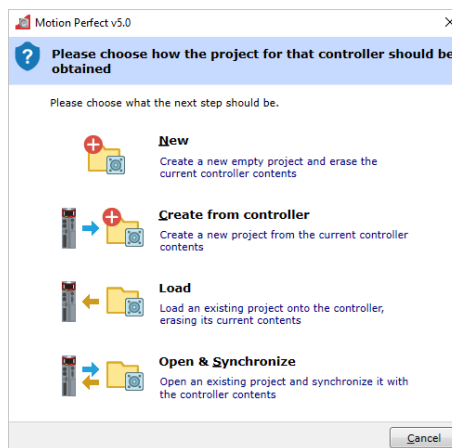 Motion Perfect v5.0
Please choose how the project for that controller should be
obtained
Please choose what the next step should be.
New
Create a new empty project and erase the
current controller contents
Create from controller
Create a new project from the current controller
contents
Load
Load an existing project onto the controller,
erasing its current contents
Open & Synchronize
Open an existing project and synchronize it with
the controller contents
Cancel